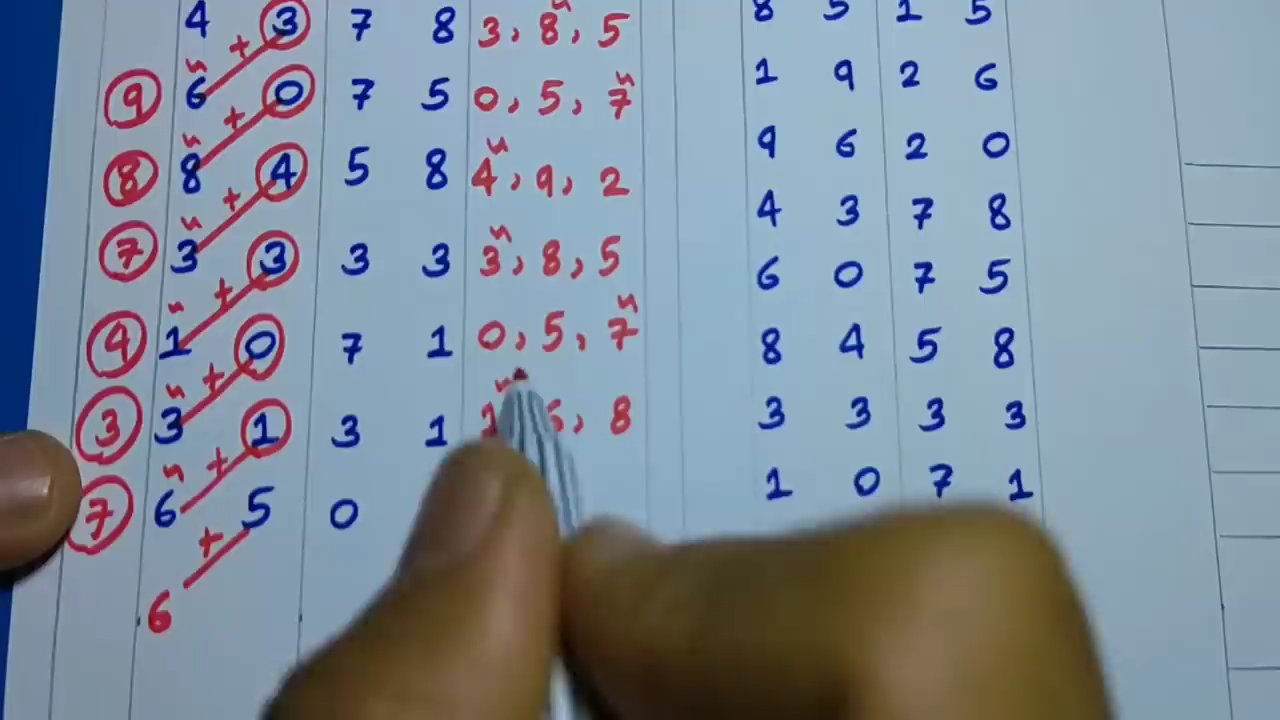 4 + 3 7 8 3, 8, 5 8 5 1 5
9 6 + 0 7 5 0, 5, 7 1 9 2 6
8 8 + 4 5 8 4, 9, 2 9 6 2 0
7 3 + 3 3 3 3, 8, 5 4 3 7 8
4 1 + 0 7 1 0, 5, 7 6 0 7 5
3 3 + 1 3 1 8 8 4 5 8
7 6 + 5 0 3 3 3 3
6 1 0 7 1